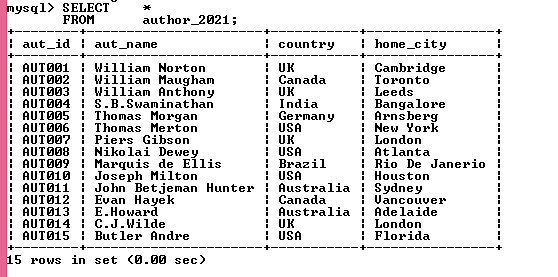 mysql> SELECT *
FROM author_2021;
+--------+----------------------+-----------+----------------+
| aut_id | aut_name | country | home_city |
+--------+----------------------+-----------+----------------+
| AUT001 | William Norton | UK | Cambridge |
| AUT002 | William Maugham | Canada | Toronto |
| AUT003 | William Anthony | UK | Leeds |
| AUT004 | S.B.Swaminathan | India | Bangalore |
| AUT005 | Thomas Morgan | Germany | Arnsberg |
| AUT006 | Thomas Merton | USA | New York |
| AUT007 | Piers Gibson | UK | London |
| AUT008 | Nikolai Dewey | USA | Atlanta |
| AUT009 | Marquis de Ellis | Brazil | Rio De Janerio |
| AUT010 | Joseph Milton | USA | Houston |
| AUT011 | John Betjeman Hunter | Australia | Sydney |
| AUT012 | Evan Hayek | Canada | Vancouver |
| AUT013 | E.Howard | Australia | Adelaide |
| AUT014 | C.J.Wilde | UK | London |
| AUT015 | Butler Andre | USA | Florida |
+--------+----------------------+-----------+----------------+
15 rows in set (0.00 sec)